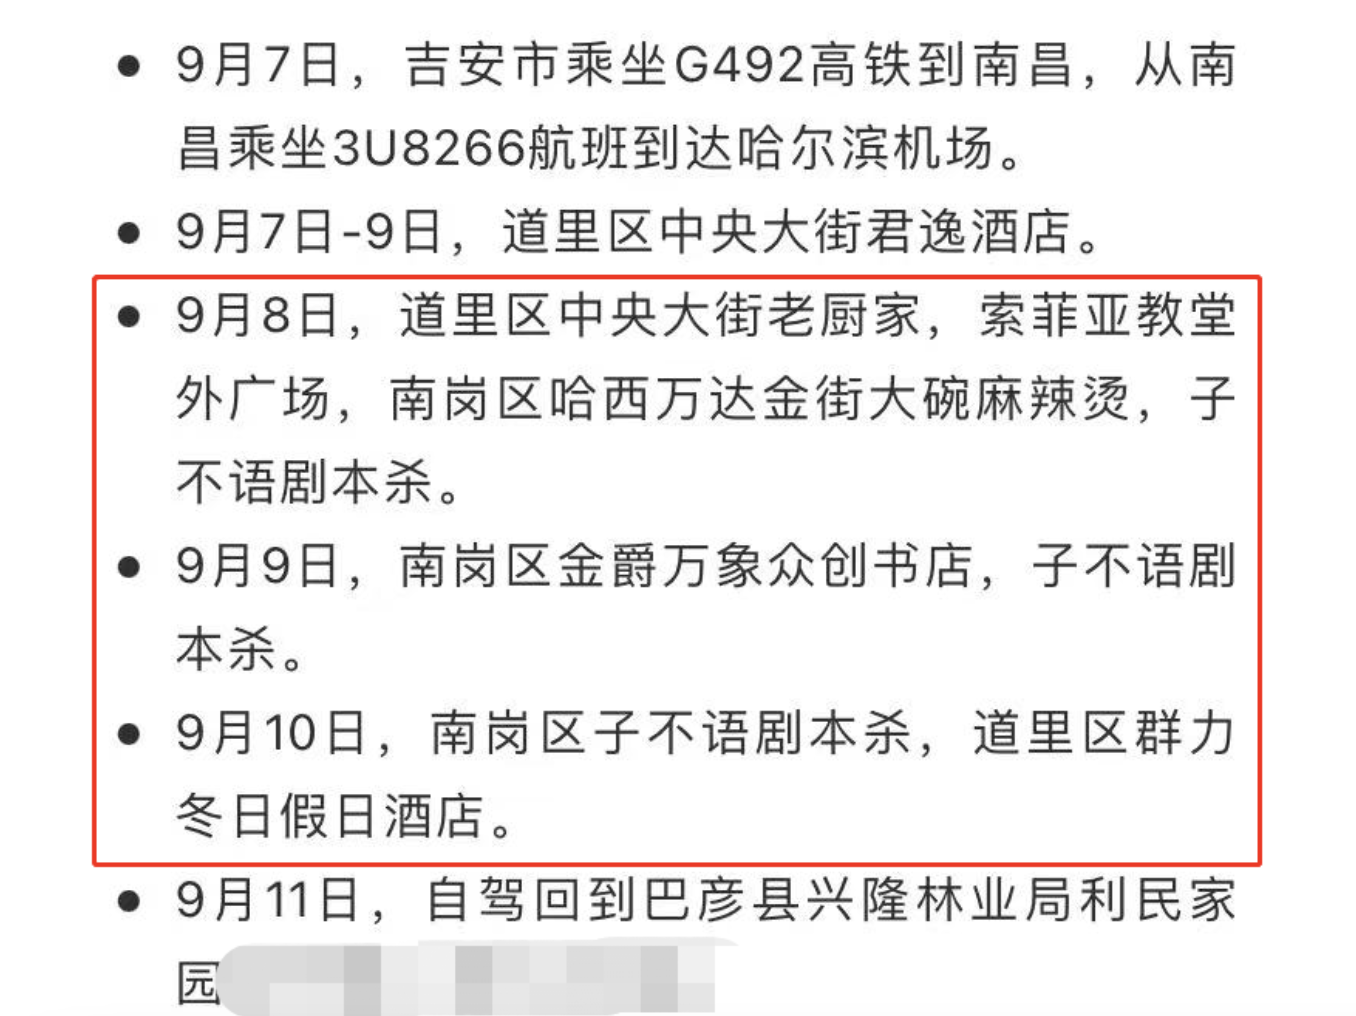 ● 9月7日，吉安市乘坐G492高铁到南昌，从南
昌乘坐3U8266航班到达哈尔滨机场。
● 9月7日-9日，道里区中央大街君逸酒店。
● 9月8日，道里区中央大街老厨家，索菲亚教堂
外广场，南岗区哈西万达金街大碗麻辣烫，子
不语剧本杀。
● 9月9日，南岗区金爵万象众创书店，子不语剧
本杀。
● 9月10日，南岗区子不语剧本杀，道里区群力
冬日假日酒店。
● 9月11日，自驾回到巴彦县兴隆林业局利民家
园